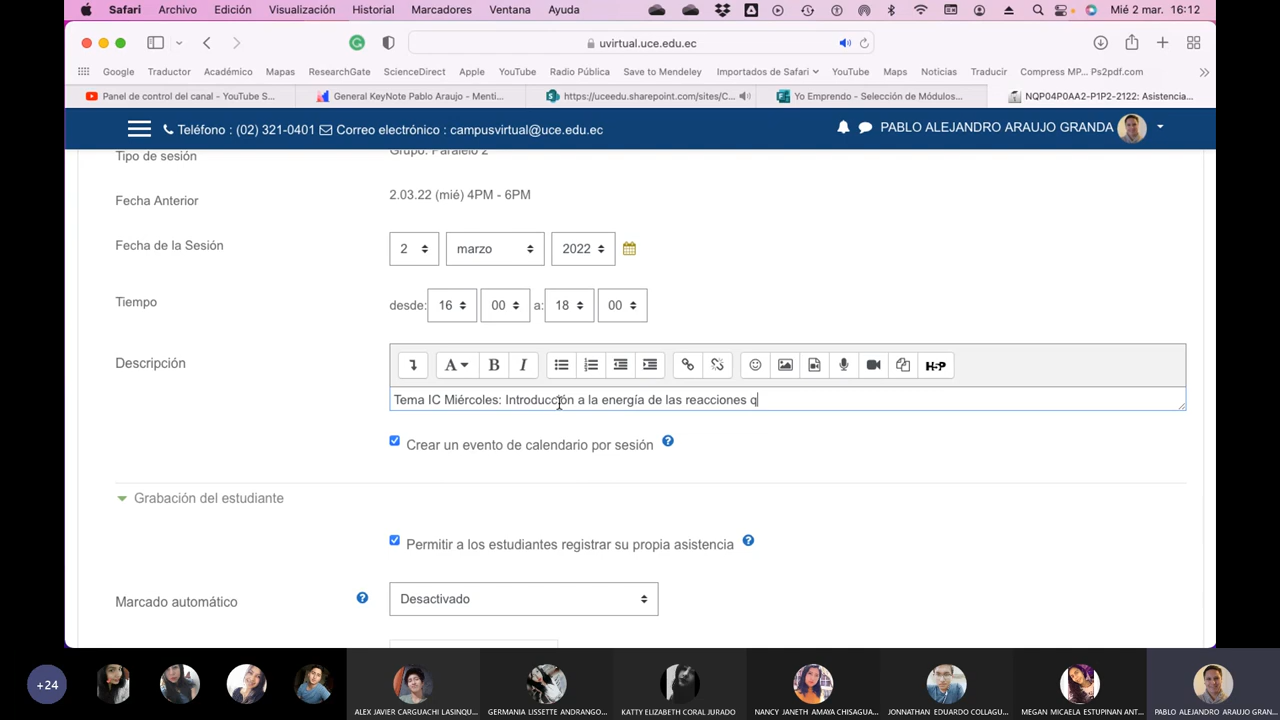 Safari Archivo Edición Visualización Historial Marcadores Ventana Ayuda Mié 2 mar. 16:12
uvirtual.uce.edu.ec
Google Traductor Académico Mapas ResearchGate ScienceDirect Apple YouTube Radio Pública Save to Mendeley Importados de Safari YouTube Maps Noticias Traducir Compress MP... Ps2pdf.com
Panel de control del canal - YouTube S... General KeyNote Pablo Araujo - Menti... https://uceedu.sharepoint.com/sites/C... Yo Emprendo - Selección de Módulos... NQP04P0AA2-P1P2-2122: Asistencia...
Teléfono : (02) 321-0401 Correo electrónico : campusvirtual@uce.edu.ec PABLO ALEJANDRO ARAUJO GRANDA
Tipo de sesión Grupo: Paralelo 2
Fecha Anterior 2.03.22 (mié) 4PM - 6PM
Fecha de la Sesión 2 marzo 2022
Tiempo desde: 16 00 a: 18 00
Descripción A B I H-P
Tema IC Miércoles: Introducción a la energía de las reacciones q
Crear un evento de calendario por sesión ?
Grabación del estudiante
Permitir a los estudiantes registrar su propia asistencia ?
Marcado automático ? Desactivado
+24 ALEX JAVIER CARGUACHI LASINQU... GERMANIA LISSETTE ANDRANGO... KATTY ELIZABETH CORAL JURADO NANCY JANETH AMAYA CHISAGUA... JONNATHAN EDUARDO COLLAGU... MEGAN MICAELA ESTUPINAN ANT... PABLO ALEJANDRO ARAUJO GRAN...